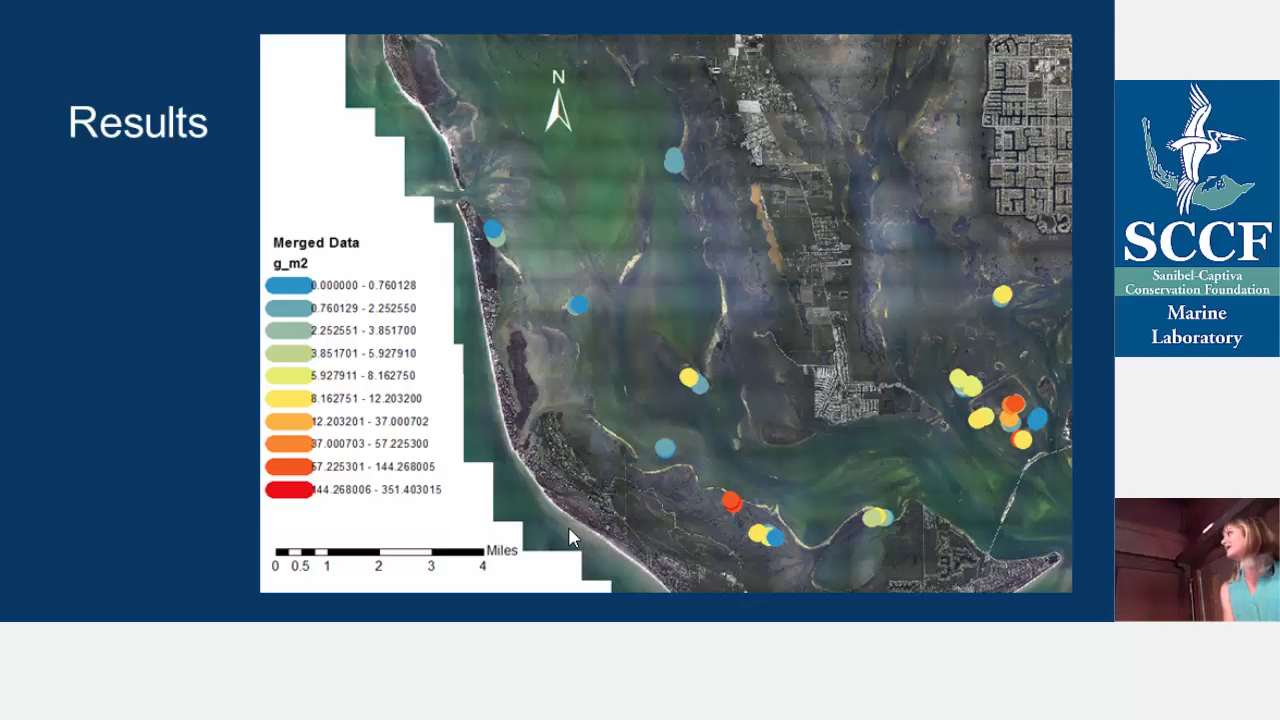 Results
N
Merged Data
g_m2
0.000000 - 0.760128
0.760129 - 2.252550
2.252551 - 3.851700
3.851701 - 5.927910
5.927911 - 8.162750
8.162751 - 12.203200
12.203201 - 37.000702
37.000703 - 57.225300
57.225301 - 144.268005
144.268006 - 351.403015
Miles
0 0.5 1 2 3 4
SCCF
Sanibel-Captiva
Conservation Foundation
Marine
Laboratory